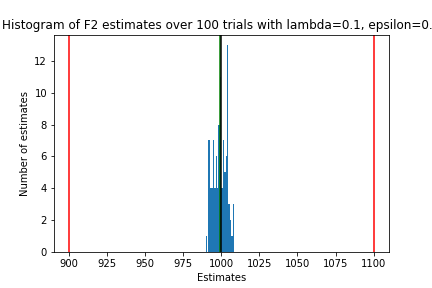 Histogram of F2 estimates over 100 trials with lambda=0.1, epsilon=0.
12
10
8
6
4
2
0
Number of estimates
900 925 950 975 1000 1025 1050 1075 1100
Estimates